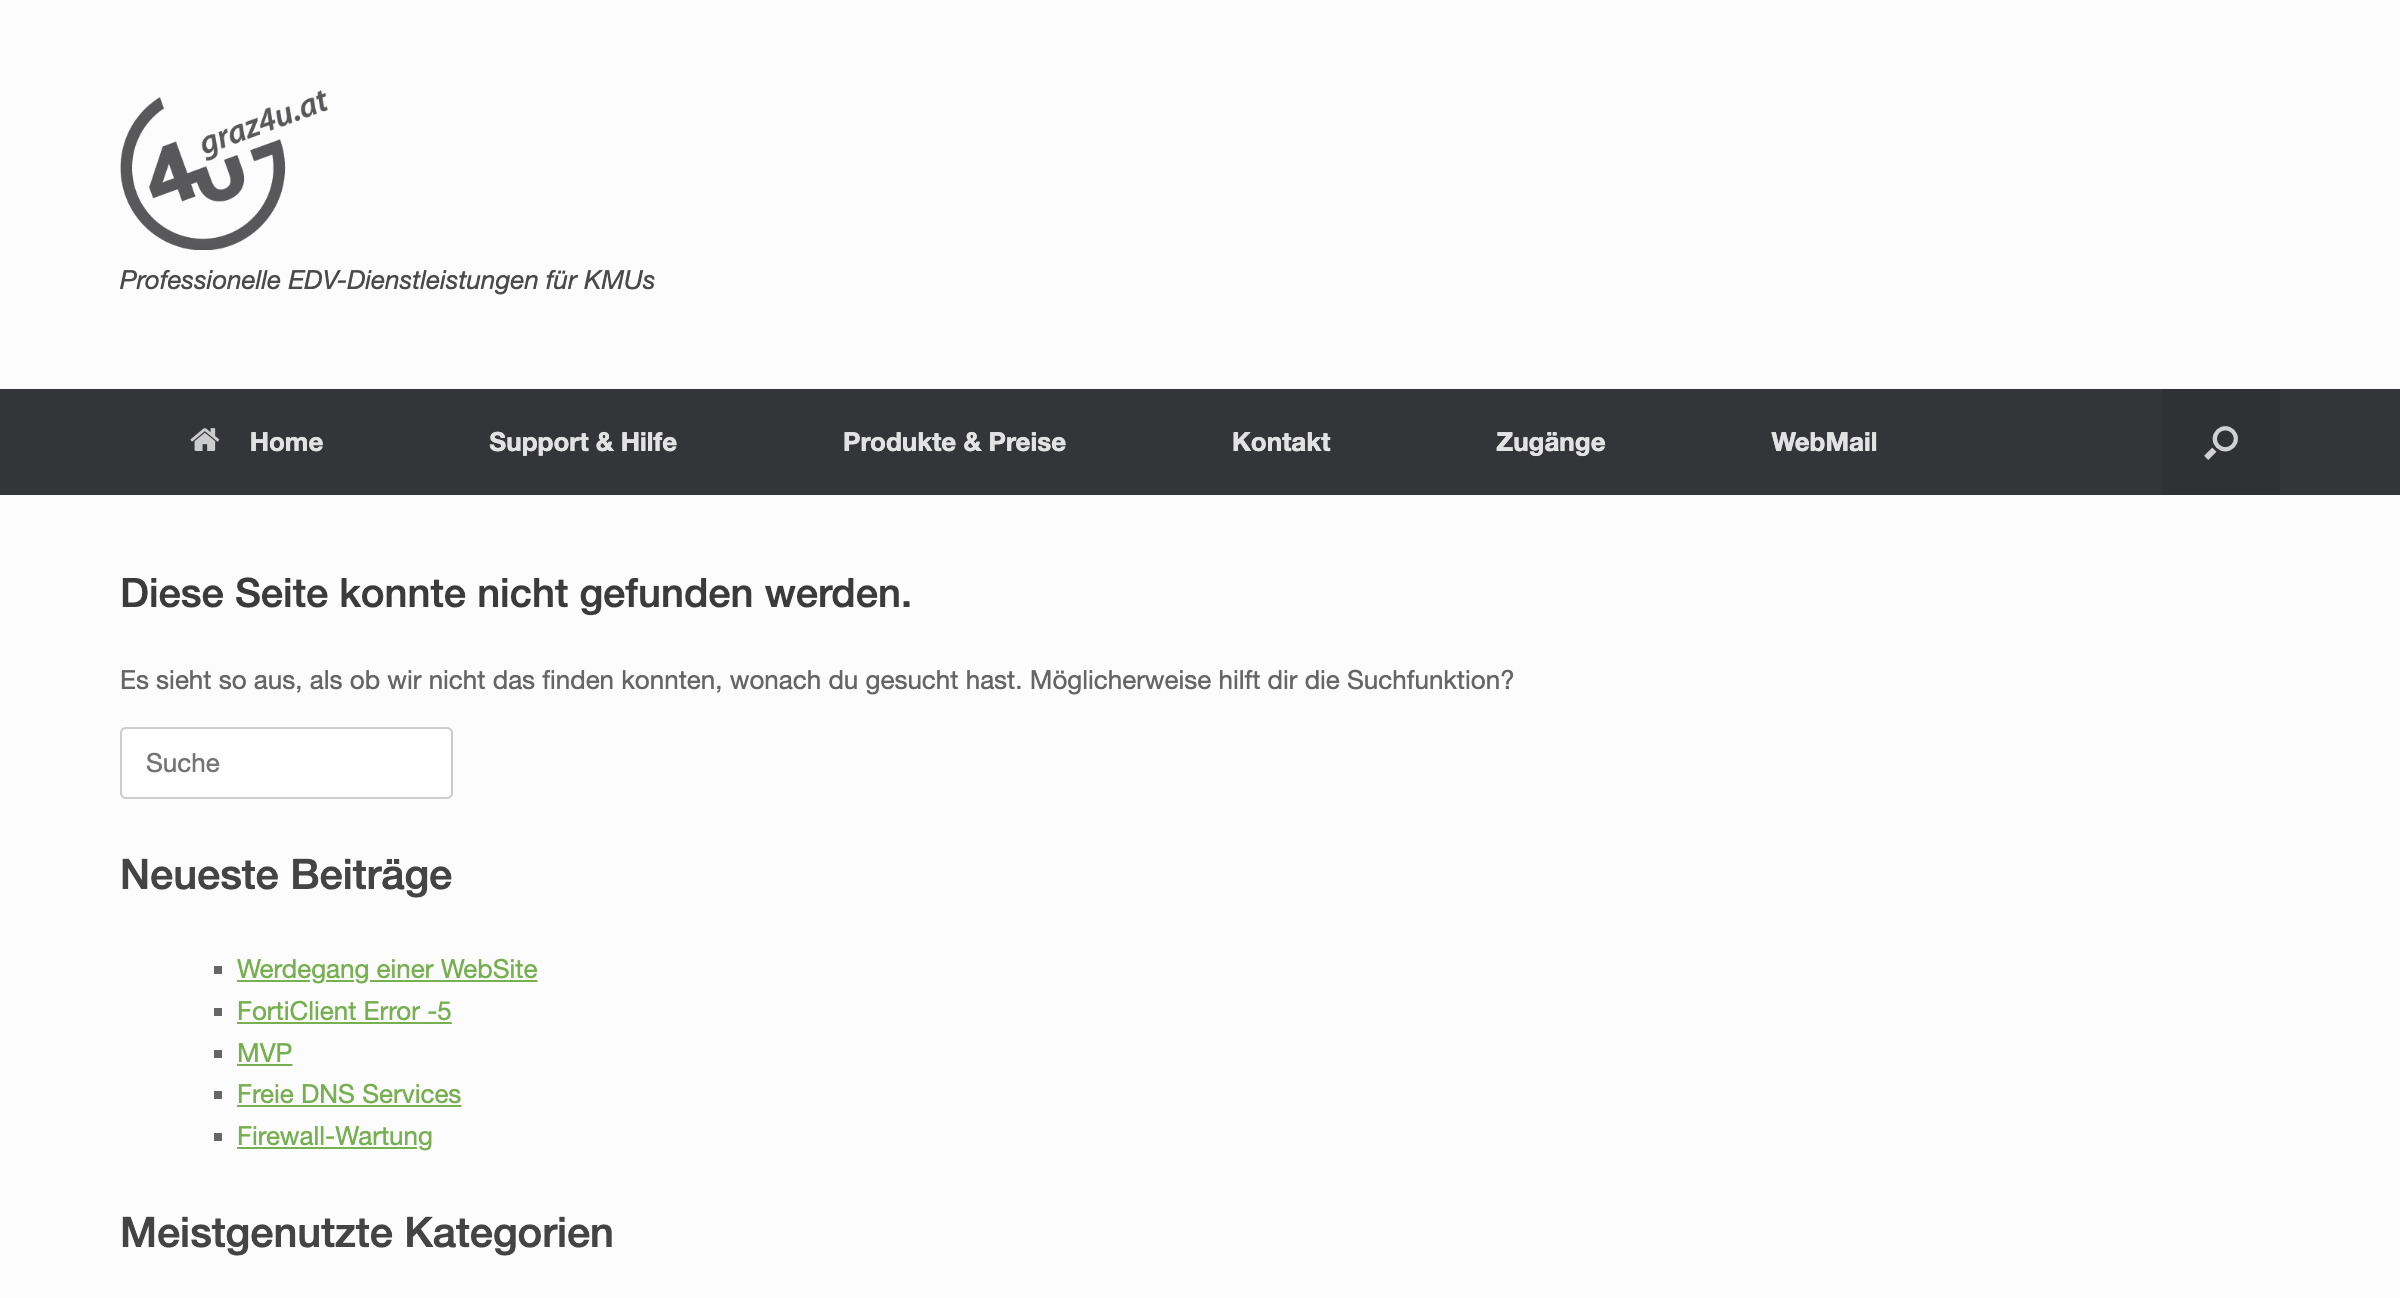 graz4u.at
4U
Professionelle EDV-Dienstleistungen für KMUs
Home Support & Hilfe Produkte & Preise Kontakt Zugänge WebMail
Diese Seite konnte nicht gefunden werden.
Es sieht so aus, als ob wir nicht das finden konnten, wonach du gesucht hast. Möglicherweise hilft dir die Suchfunktion?
Suche
Neueste Beiträge
Werdegang einer WebSite
FortiClient Error -5
MVP
Freie DNS Services
Firewall-Wartung
Meistgenutzte Kategorien